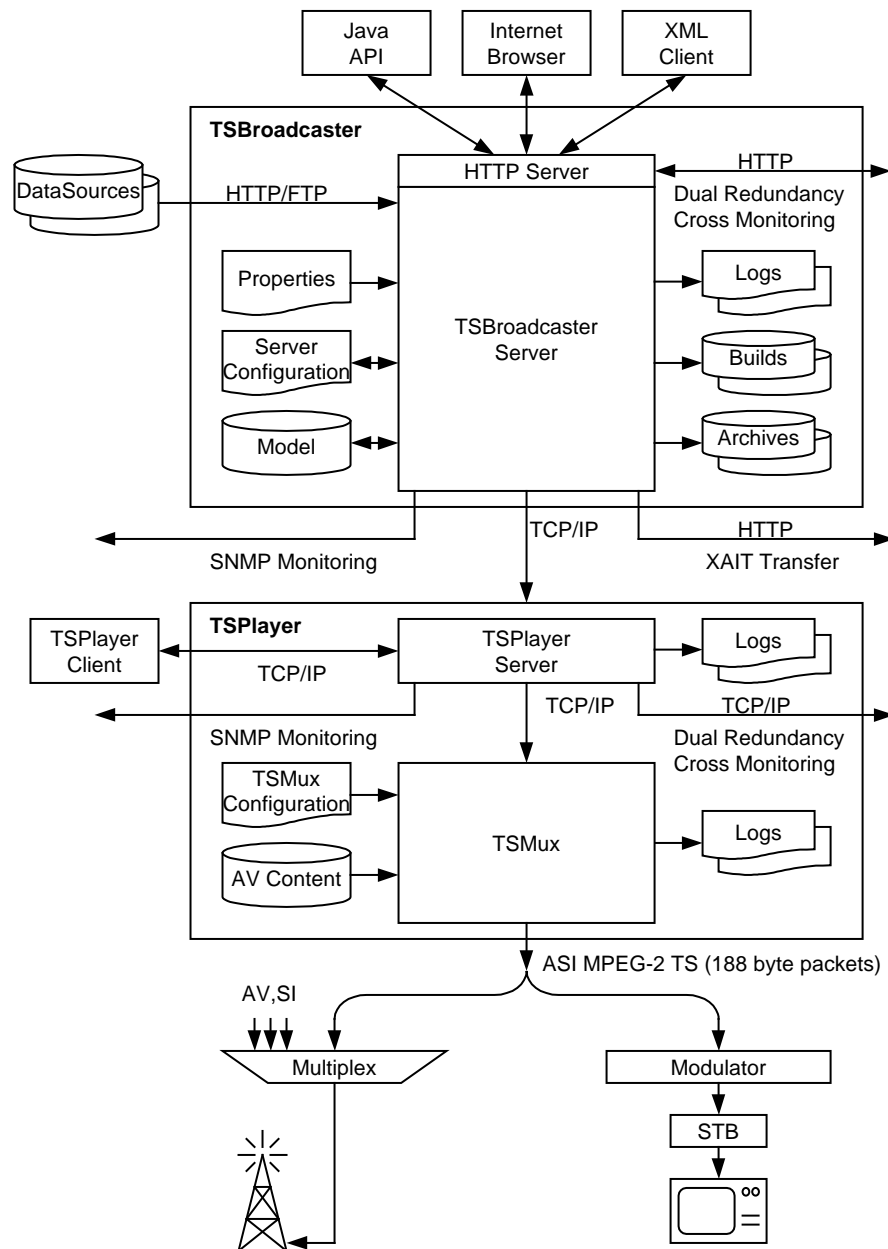 Java
API
Internet
Browser
XML
Client
TSBroadcaster
HTTP Server
HTTP
DataSources
HTTP/FTP
Dual Redundancy
Cross Monitoring
Properties
Logs
TSBroadcaster
Server
Server
Configuration
Builds
Model
Archives
TCP/IP
HTTP
SNMP Monitoring
XAIT Transfer
TSPlayer
TSPlayer
Client
TSPlayer
Server
Logs
TCP/IP
TCP/IP
TCP/IP
SNMP Monitoring
Dual Redundancy
Cross Monitoring
TSMux
Configuration
TSMux
Logs
AV Content
ASI MPEG-2 TS (188 byte packets)
AV,SI
Multiplex
Modulator
STB